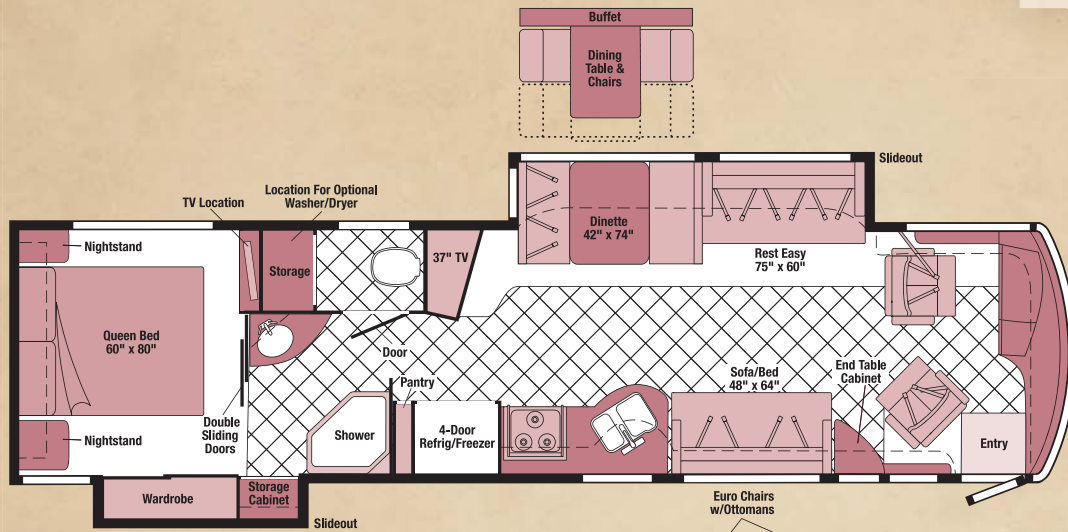 Buffet
Dining
Table &
Chairs
Slideout
Location For Optional
Washer/Dryer
TV Location
Nightstand
Storage
37" TV
Dinette
42" x 74"
Rest Easy
75" x 60"
Queen Bed
60" x 80"
Door
Pantry
Sofa/Bed
48" x 64"
End Table
Cabinet
Double
Sliding
Doors
Shower
4-Door
Refrig/Freezer
Nightstand
Entry
Wardrobe
Storage
Cabinet
Slideout
Euro Chairs
w/Ottomans